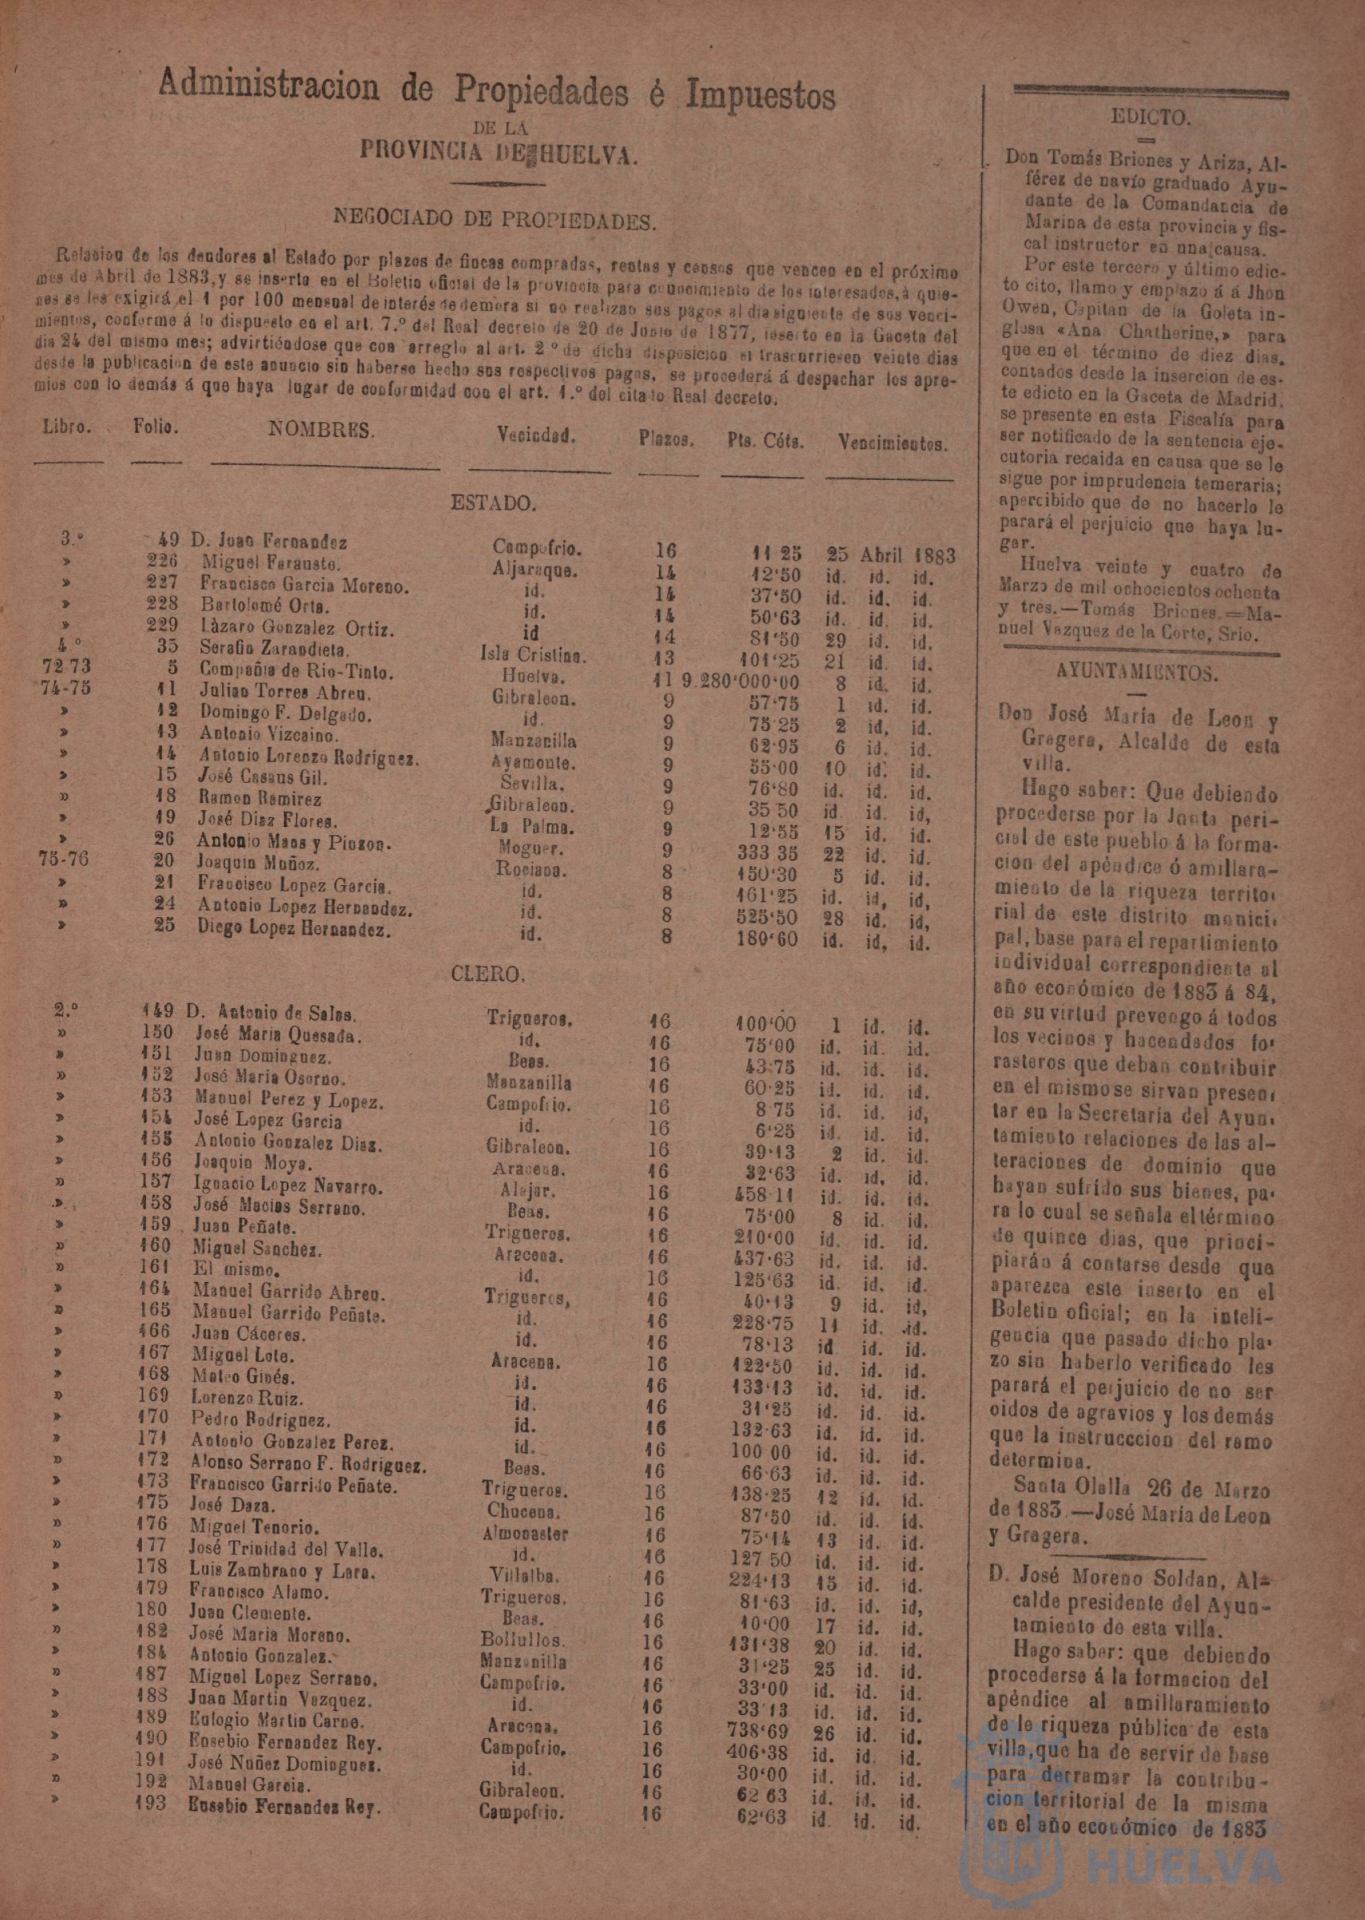 Administracion de Propiedades é Impuestos
DE LA
PROVINCIA DE HUELVA.
NEGOCIADO DE PROPIEDADES.
Relacion de los deudores al Estado por plazos de fincas compradas, rentas y censos que vencen en el próximo
mes de Abril de 1883, y se inserta en el Boletin oficial de la provincia para conocimiento de los interesados, á quie-
nes se les exigirá el 1 por 100 mensual de interés de demora si no realizan sus pagos al dia siguiente de sus venci-
mientos, conforme á lo dispuesto en el art. 7.º del Real decreto de 20 de Junio de 1877, inserto en la Gaceta del
dia 24 del mismo mes; advirtiéndose que con arreglo al art. 2º de dicha disposicion si trascurriesen veinte dias
desde la publicacion de este anuncio sin haberse hecho sus respectivos pagos, se procederá á despachar los apre-
mios con lo demás á que haya lugar de conformidad con el art. 1.º del citato Real decreto.
Libro. Folio. NOMBRES. Vecindad. Plazos. Pts. Céts. Vencimientos.
ESTADO.
3.º 49 D. Juan Fernandez Campofrio. 16 11 25 25 Abril 1883
» 226 Miguel Farauste. Aljaraque. 14 12'50 id. id. id.
» 227 Francisco Garcia Moreno. id. 14 37'50 id. id. id.
» 228 Bartolomé Orta. id. 14 50'63 id. id. id.
» 229 Làzaro Gonzalez Ortiz. id 14 81'50 29 id. id.
4.º 35 Serafin Zarandieta. Isla Cristina. 13 101'25 21 id. id.
72 73 5 Compañia de Rio-Tinto. Huelva. 11 9.280'000'00 8 id. id.
74-75 11 Julian Torres Abreu. Gibraleon. 9 57'75 1 id. id.
» 12 Domingo F. Delgado. id. 9 75'25 2 id, id.
» 13 Antonio Vizcaino. Manzanilla 9 62'95 6 id. id.
» 14 Antonio Lorenzo Rodriguez. Ayamonte. 9 55'00 10 id. id.
» 15 José Casaus Gil. Sevilla. 9 76'80 id. id. id.
» 18 Ramon Ramirez Gibraleon. 9 35 50 id. id. id,
» 19 José Diaz Flores. La Palma. 9 12'55 15 id. id.
» 26 Antonio Maas y Pinzon. Moguer. 9 333 35 22 id. id.
75-76 20 Joaquin Muñoz. Rociana. 8 150'30 5 id. id.
» 21 Francisco Lopez Garcia. id. 8 161'25 id. id, id,
» 24 Antonio Lopez Hernandez, id. 8 525'50 28 id. id,
» 25 Diego Lopez Hernandez. id. 8 180'60 id. id, id.
CLERO.
2.º 149 D. Antonio de Salas. Trigueros, 16 100'00 1 id. id.
» 150 José Maria Quesada. id. 16 75'00 id. id. id.
» 151 Juan Dominguez. Beas. 16 43'75 id. id. id.
» 152 José Maria Osorno. Manzanilla 16 60'25 id. id. id.
» 153 Manuel Perez y Lopez. Campofrio. 16 8'75 id. id. id,
» 154 José Lopez Garcia id. 16 6'25 id. id. id.
» 155 Antonio Gonzalez Diaz. Gibraleon. 16 39'13 2 id. id.
» 156 Joaquin Moya. Aracena. 16 32'63 id. id, id.
» 157 Ignacio Lopez Navarro. Alajar. 16 458'11 id. id. id.
» 158 José Macias Serrano. Beas. 16 75'00 8 id. id.
» 159 Juan Peñate. Trigueros. 16 210'00 id. id. id.
» 160 Miguel Sanchez. Aracena. 16 437'63 id. id. id.
» 161 El mismo. id. 16 125'63 id. id. id.
» 164 Manuel Garrido Abreu. Trigueros, 16 40'13 9 id. id,
» 165 Manuel Garrido Peñate. id. 16 228'75 11 id. id.
» 166 Juan Cáceres. id. 16 78'13 id. id. id.
» 167 Miguel Lote. Aracena. 16 122'50 id. id. id.
» 168 Mateo Ginés. id. 16 133'13 id. id. id.
» 169 Lorenzo Ruiz. id. 16 31'25 id. id. id.
» 170 Pedro Rodriguez. id. 16 132'63 id. id. id.
» 171 Antonio Gonzalez Perez. id. 16 100 00 id. id. id.
» 172 Alonso Serrano F. Rodriguez. Beas. 16 66'63 id. id. id.
» 173 Francisco Garrido Peñate. Trigueros. 16 138'25 12 id. id.
» 175 José Daza. Chucena. 16 87'50 id. id. id.
» 176 Miguel Tenorio. Almonaster 16 75'14 13 id. id.
» 177 José Trinidad del Valle. id. 16 127 50 id. id. id.
» 178 Luis Zambrano y Lara. Villalba. 16 224'13 15 id. id.
» 179 Francisco Alamo. Trigueros. 16 81'63 id. id. id,
» 180 Juan Clemente. Beas. 16 10'00 17 id. id.
» 182 José Maria Moreno. Bollullos. 16 131'38 20 id. id.
» 184 Antonio Gonzalez. Manzanilla 16 31'25 25 id. id.
» 187 Miguel Lopez Serrano. Campofrio. 16 33'00 id. id. id.
» 188 Juan Martin Vazquez. id. 16 33'13 id. id. id.
» 189 Eulogio Martin Carne. Aracena. 16 738'69 26 id. id.
» 190 Eusebio Fernandez Rey. Campofrio. 16 406'38 id. id. id.
» 191 José Nuñez Dominguez. id. 16 30'00 id. id. id.
» 192 Manuel Garcia. Gibraleon. 16 62 63 id. id. id.
» 193 Eusebio Fernandez Rey. Campofrio. 16 62'63 id. id. id.
EDICTO.
Don Tomás Briones y Ariza, Al-
férez de navío graduado Ayu-
dante de la Comandancia de
Marina de esta provincia y fis-
cal instructor en una causa.
Por este tercero y último edic-
to cito, llamo y emplazo á á Jhon
Owen, Capitan de la Goleta in-
glesa «Ana Chatherine,» para
que en el término de diez dias,
contados desde la insercion de es-
te edicto en la Gaceta de Madrid,
se presente en esta Fiscalía para
ser notificado de la sentencia eje-
cutoria recaida en causa que se le
sigue por imprudencia temeraria;
apercibido que de no hacerlo le
parará el perjuicio que haya lu-
gar.
Huelva veinte y cuatro de
Marzo de mil ochocientos ochenta
y tres.—Tomás Briones.—Ma-
nuel Vazquez de la Corte, Srio.
AYUNTAMIENTOS.
Don José María de Leon y
Gragera, Alcalde de esta
villa.
Hago saber: Que debiendo
procederse por la Junta peri-
cial de este pueblo á la forma-
cion del apéndice ó amillara-
miento de la riqueza territo-
rial de este distrito munici-
pal, base para el repartimiento
individual correspondiente al
año económico de 1883 á 84,
en su virtud prevengo á todos
los vecinos y hacendados fo-
rasteros que deban contribuir
en el mismo se sirvan presen-
tar en la Secretaría del Ayun-
tamiento relaciones de las al-
teraciones de dominio que
hayan sufrido sus bienes, pa-
ra lo cual se señala el término
de quince dias, que princi-
piarán á contarse desde que
aparezca este inserto en el
Boletin oficial; en la inteli-
gencia que pasado dicho pla-
zo sin haberlo verificado les
parará el perjuicio de no ser
oidos de agravios y los demás
que la instrucccion del ramo
determina.
Santa Olalla 26 de Marzo
de 1883.—José María de Leon
y Gragera.
D. José Moreno Soldan, Al-
calde presidente del Ayun-
tamiento de esta villa.
Hago saber: que debiendo
procederse á la formacion del
apéndice al amillaramiento
de le riqueza pública de esta
villa, que ha de servir de base
para derramar la contribu-
cion territorial de la misma
en el año económico de 1883
HUELVA